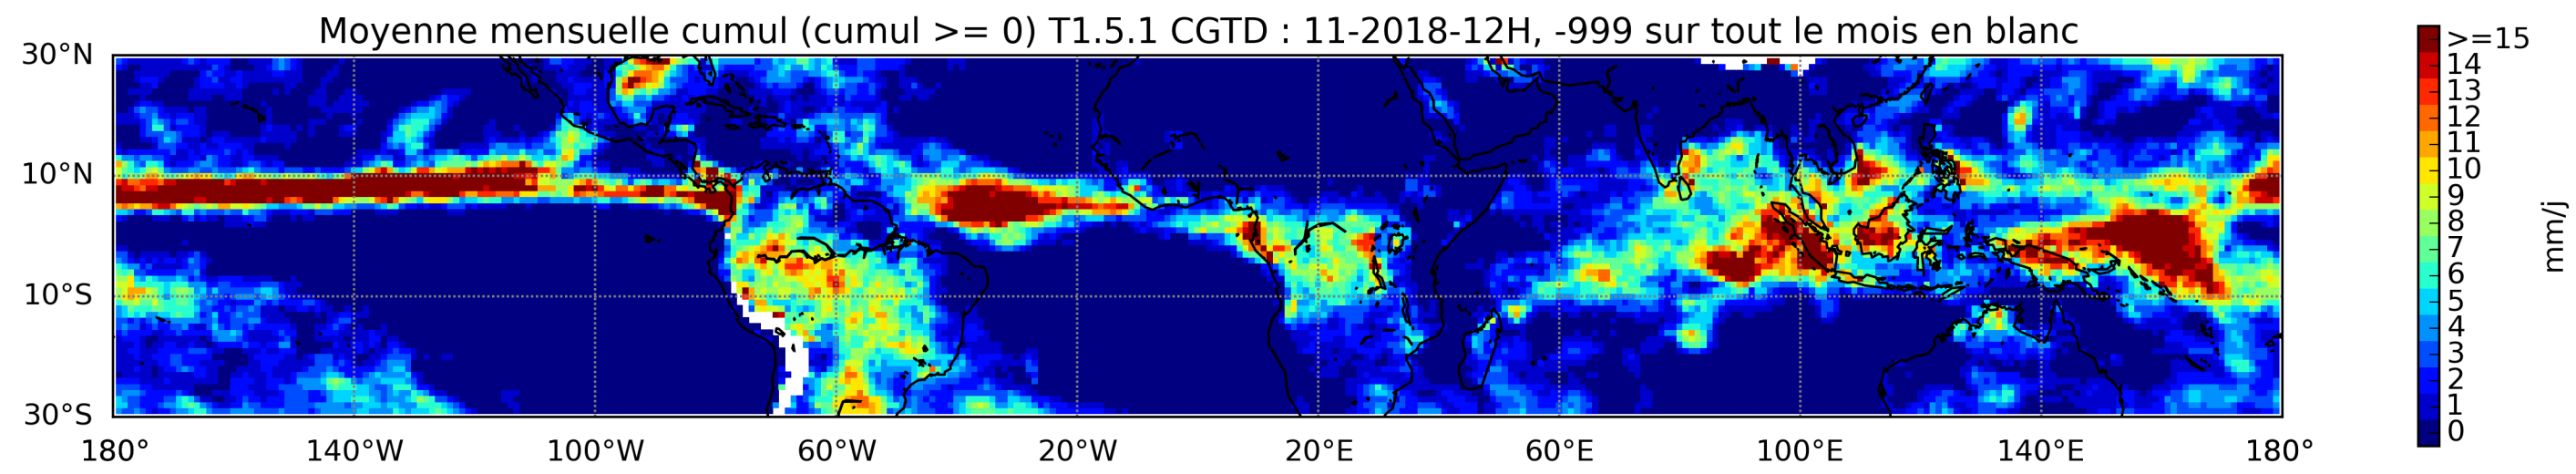 Moyenne mensuelle cumul (cumul >= 0) T1.5.1 CGTD : 11-2018-12H, -999 sur tout le mois en blanc
30°N
10°N
10°S
30°S
180°
140°W
100°W
60°W
20°W
20°E
60°E
100°E
140°E
180°
>=15
14
13
12
11
10
9
8
7
6
5
4
3
2
1
0
mm/j